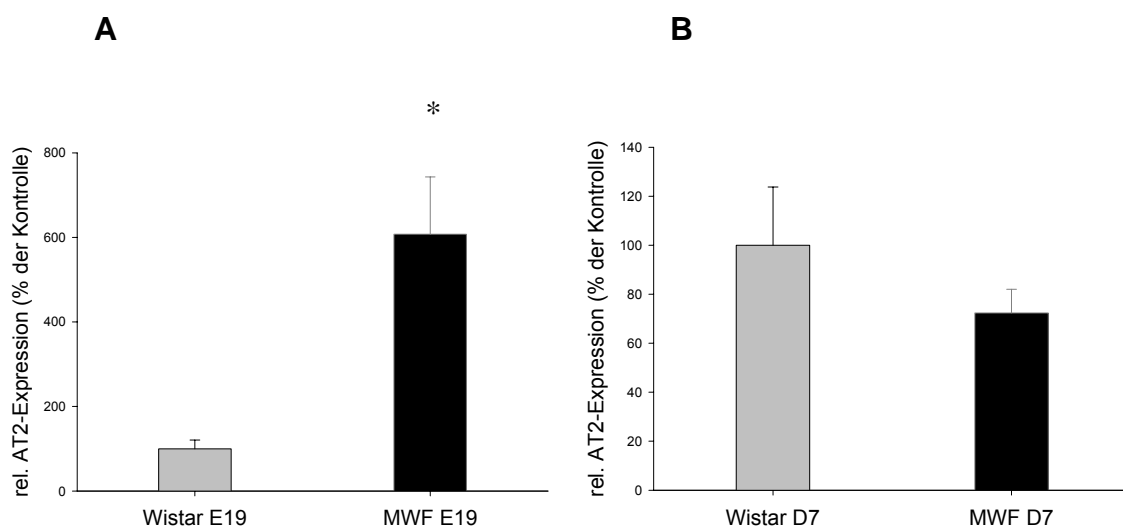 A
B
*
rel. AT2-Expression (% der Kontrolle)
800
600
400
200
0
Wistar E19
MWF E19
rel. AT2-Expression (% der Kontrolle)
140
120
100
80
60
40
20
0
Wistar D7
MWF D7